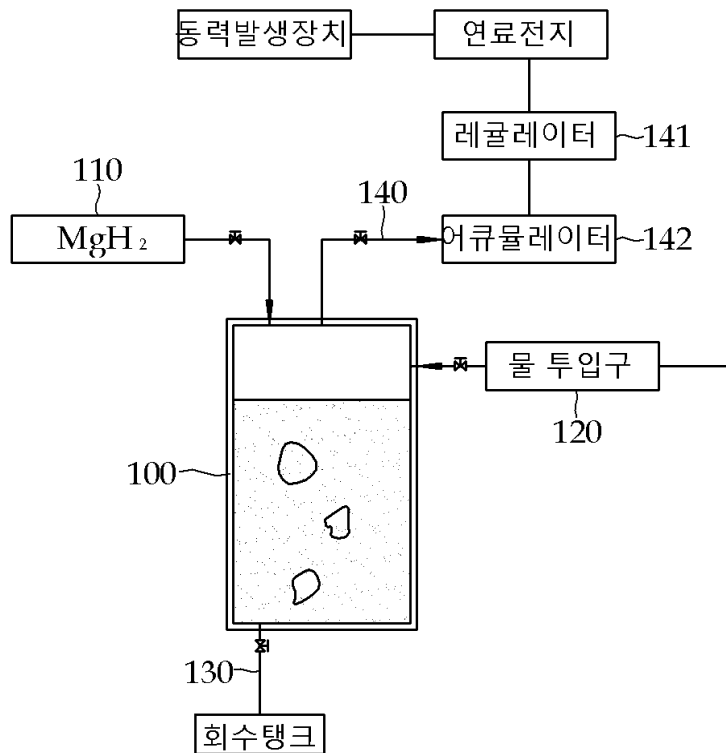 동력발생장치
연료전지
레귤레이터
141
110
140
MgH₂
어큐뮬레이터
142
물 투입구
120
100
130
회수탱크